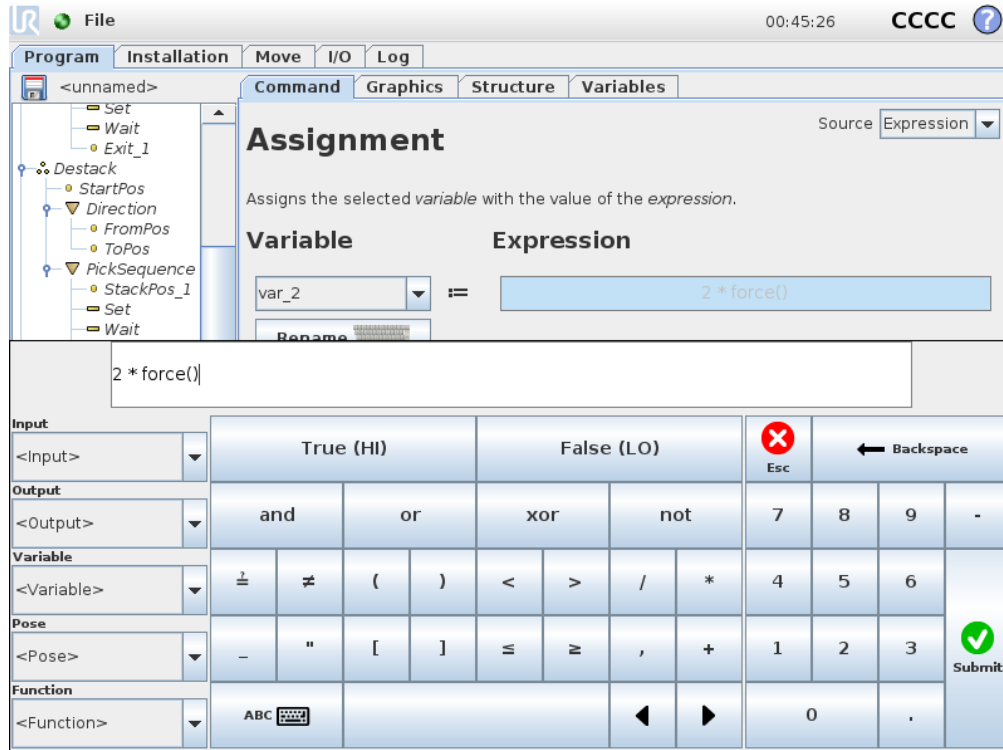 UR File 00:45:26 CCCC ?
Program Installation Move I/O Log
<unnamed>
Command Graphics Structure Variables
Set
Wait
Exit_1
Destack
StartPos
Direction
FromPos
ToPos
PickSequence
StackPos_1
Set
Wait
Assignment
Source Expression
Assigns the selected variable with the value of the expression.
Variable Expression
var_2 := 2 * force()
Rename
2 * force()
Input
<Input>
Output
<Output>
Variable
<Variable>
Pose
<Pose>
Function
<Function>
True (HI) False (LO) Esc Backspace
and or xor not 7 8 9 -
≟ ≠ ( ) < > / * 4 5 6
_ " [ ] ≤ ≥ , + 1 2 3 Submit
ABC 0 .